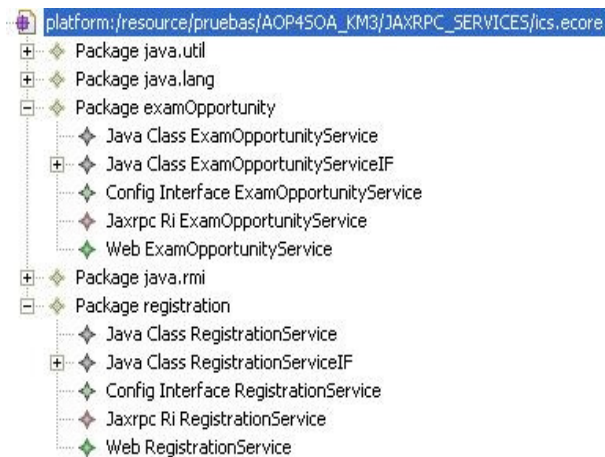 platform:/resource/pruebas/AOP4SOA_KM3/JAXRPC_SERVICES/ics.ecore
Package java.util
Package java.lang
Package examOpportunity
Java Class ExamOpportunityService
Java Class ExamOpportunityServiceIF
Config Interface ExamOpportunityService
Jaxrpc Ri ExamOpportunityService
Web ExamOpportunityService
Package java.rmi
Package registration
Java Class RegistrationService
Java Class RegistrationServiceIF
Config Interface RegistrationService
Jaxrpc Ri RegistrationService
Web RegistrationService